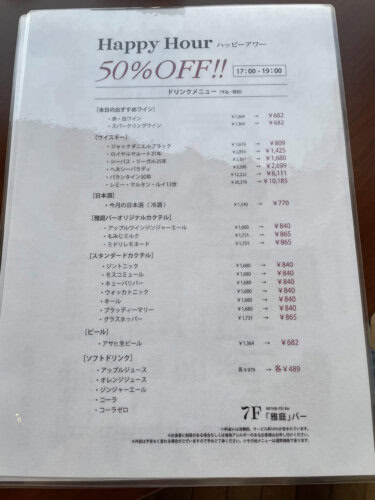 Happy Hour ハッピーアワー
50%OFF!! 17:00 - 19:00
ドリンクメニュー (サ込・税込)
［本日のおすすめワイン］
・赤・白ワイン ¥1,364 → ¥682
・スパークリングワイン ¥1,364 → ¥682
［ウイスキー］
・ジャックダニエルブラック → ¥809
・ロイヤルサルート21年 → ¥1,425
・シーバス・リーガル25年 → ¥1,680
・ヘネシーパラディ → ¥2,699
・バランタイン30年 ¥12,222 → ¥6,111
・レミー・マルタン・ルイ13世 ¥20,370 → ¥10,185
［日本酒］
・今月の日本酒（冷酒） ¥1,540 → ¥770
［雅庭バーオリジナルカクテル］
・アップルワインジンジャーエール ¥1,680 → ¥840
・もみじミルク ¥1,731 → ¥865
・ミドリレモネード ¥1,731 → ¥865
［スタンダードカクテル］
・ジントニック ¥1,680 → ¥840
・モスコミュール ¥1,680 → ¥840
・キューバリバー ¥1,680 → ¥840
・ウォッカトニック ¥1,680 → ¥840
・キール ¥1,680 → ¥840
・ブラッディーマリー ¥1,680 → ¥840
・グラスホッパー ¥1,731 → ¥865
［ビール］
・アサヒ生ビール ¥1,364 → ¥682
［ソフトドリンク］
・アップルジュース 各¥979 → 各¥489
・オレンジジュース
・ジンジャーエール
・コーラ
・コーラゼロ
7F 「雅庭」バー